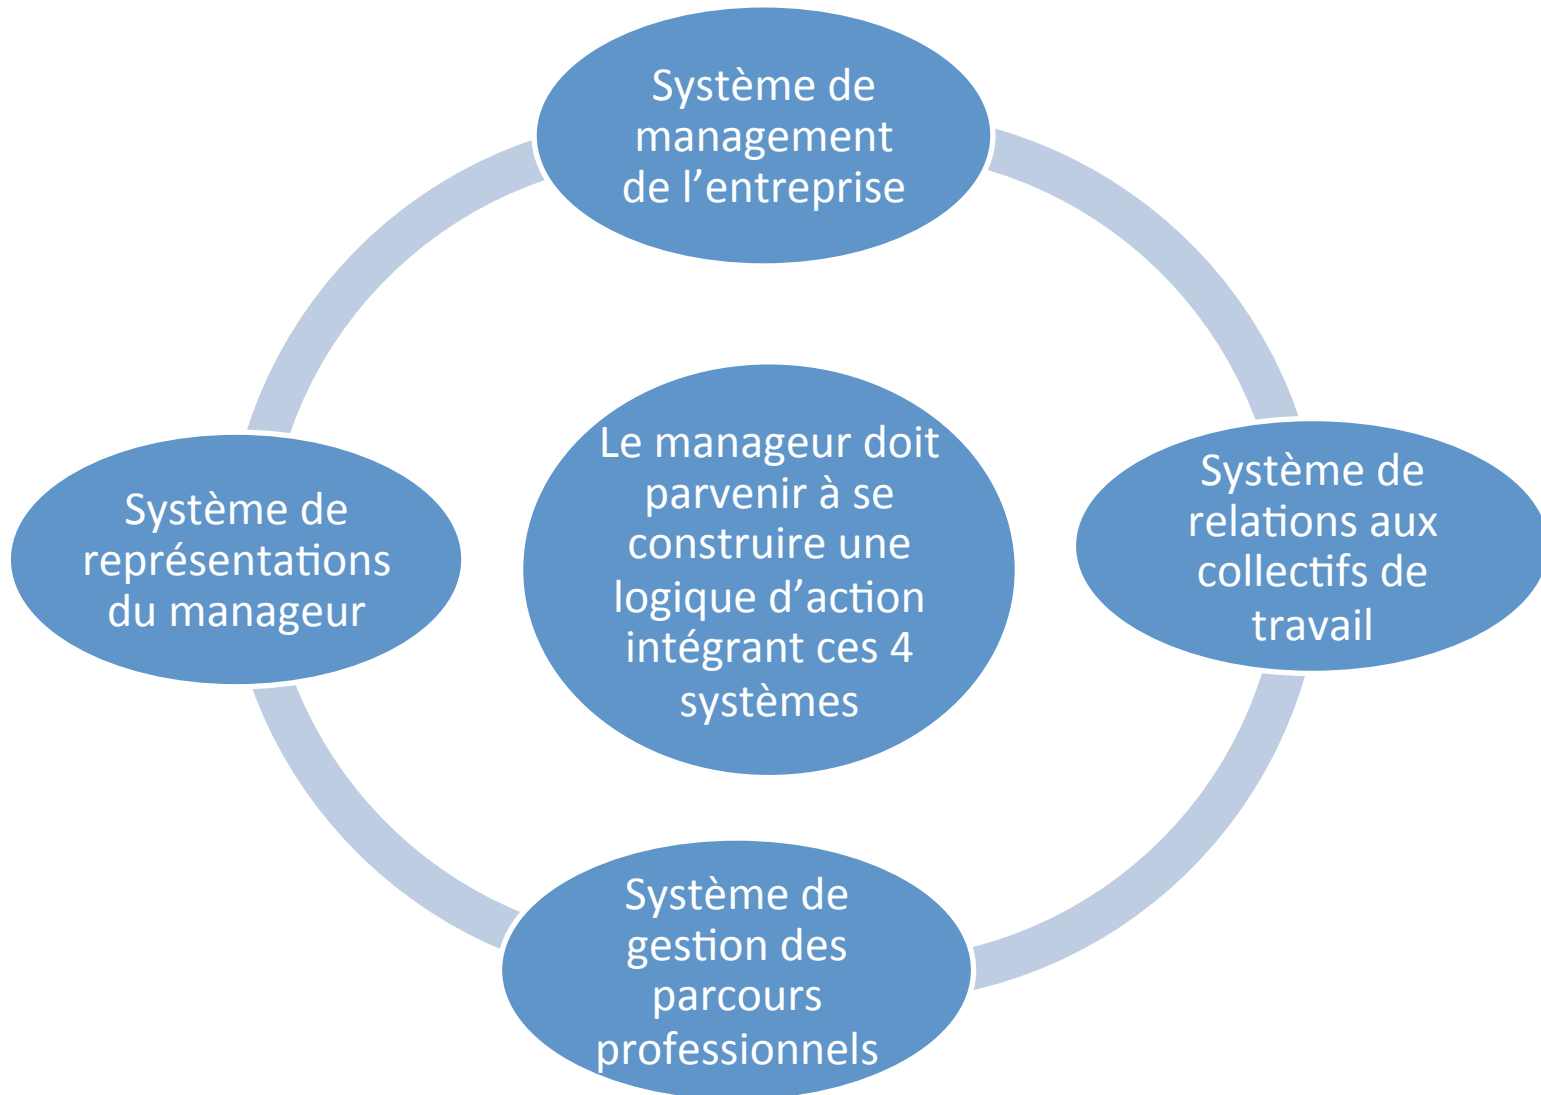 Système de
management
de l’entreprise
Le manageur doit
parvenir à se
construire une
logique d’action
intégrant ces 4
systèmes
Système de
relations aux
collectifs de
travail
Système de
représentations
du manageur
Système de
gestion des
parcours
professionnels